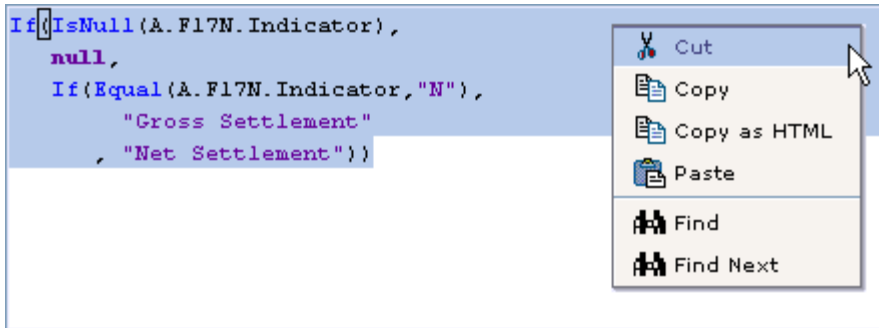 If(IsNull(A.F17N.Indicator),
null,
If(Equal(A.F17N.Indicator,"N"),
"Gross Settlement"
, "Net Settlement"))
Cut
Copy
Copy as HTML
Paste
Find
Find Next